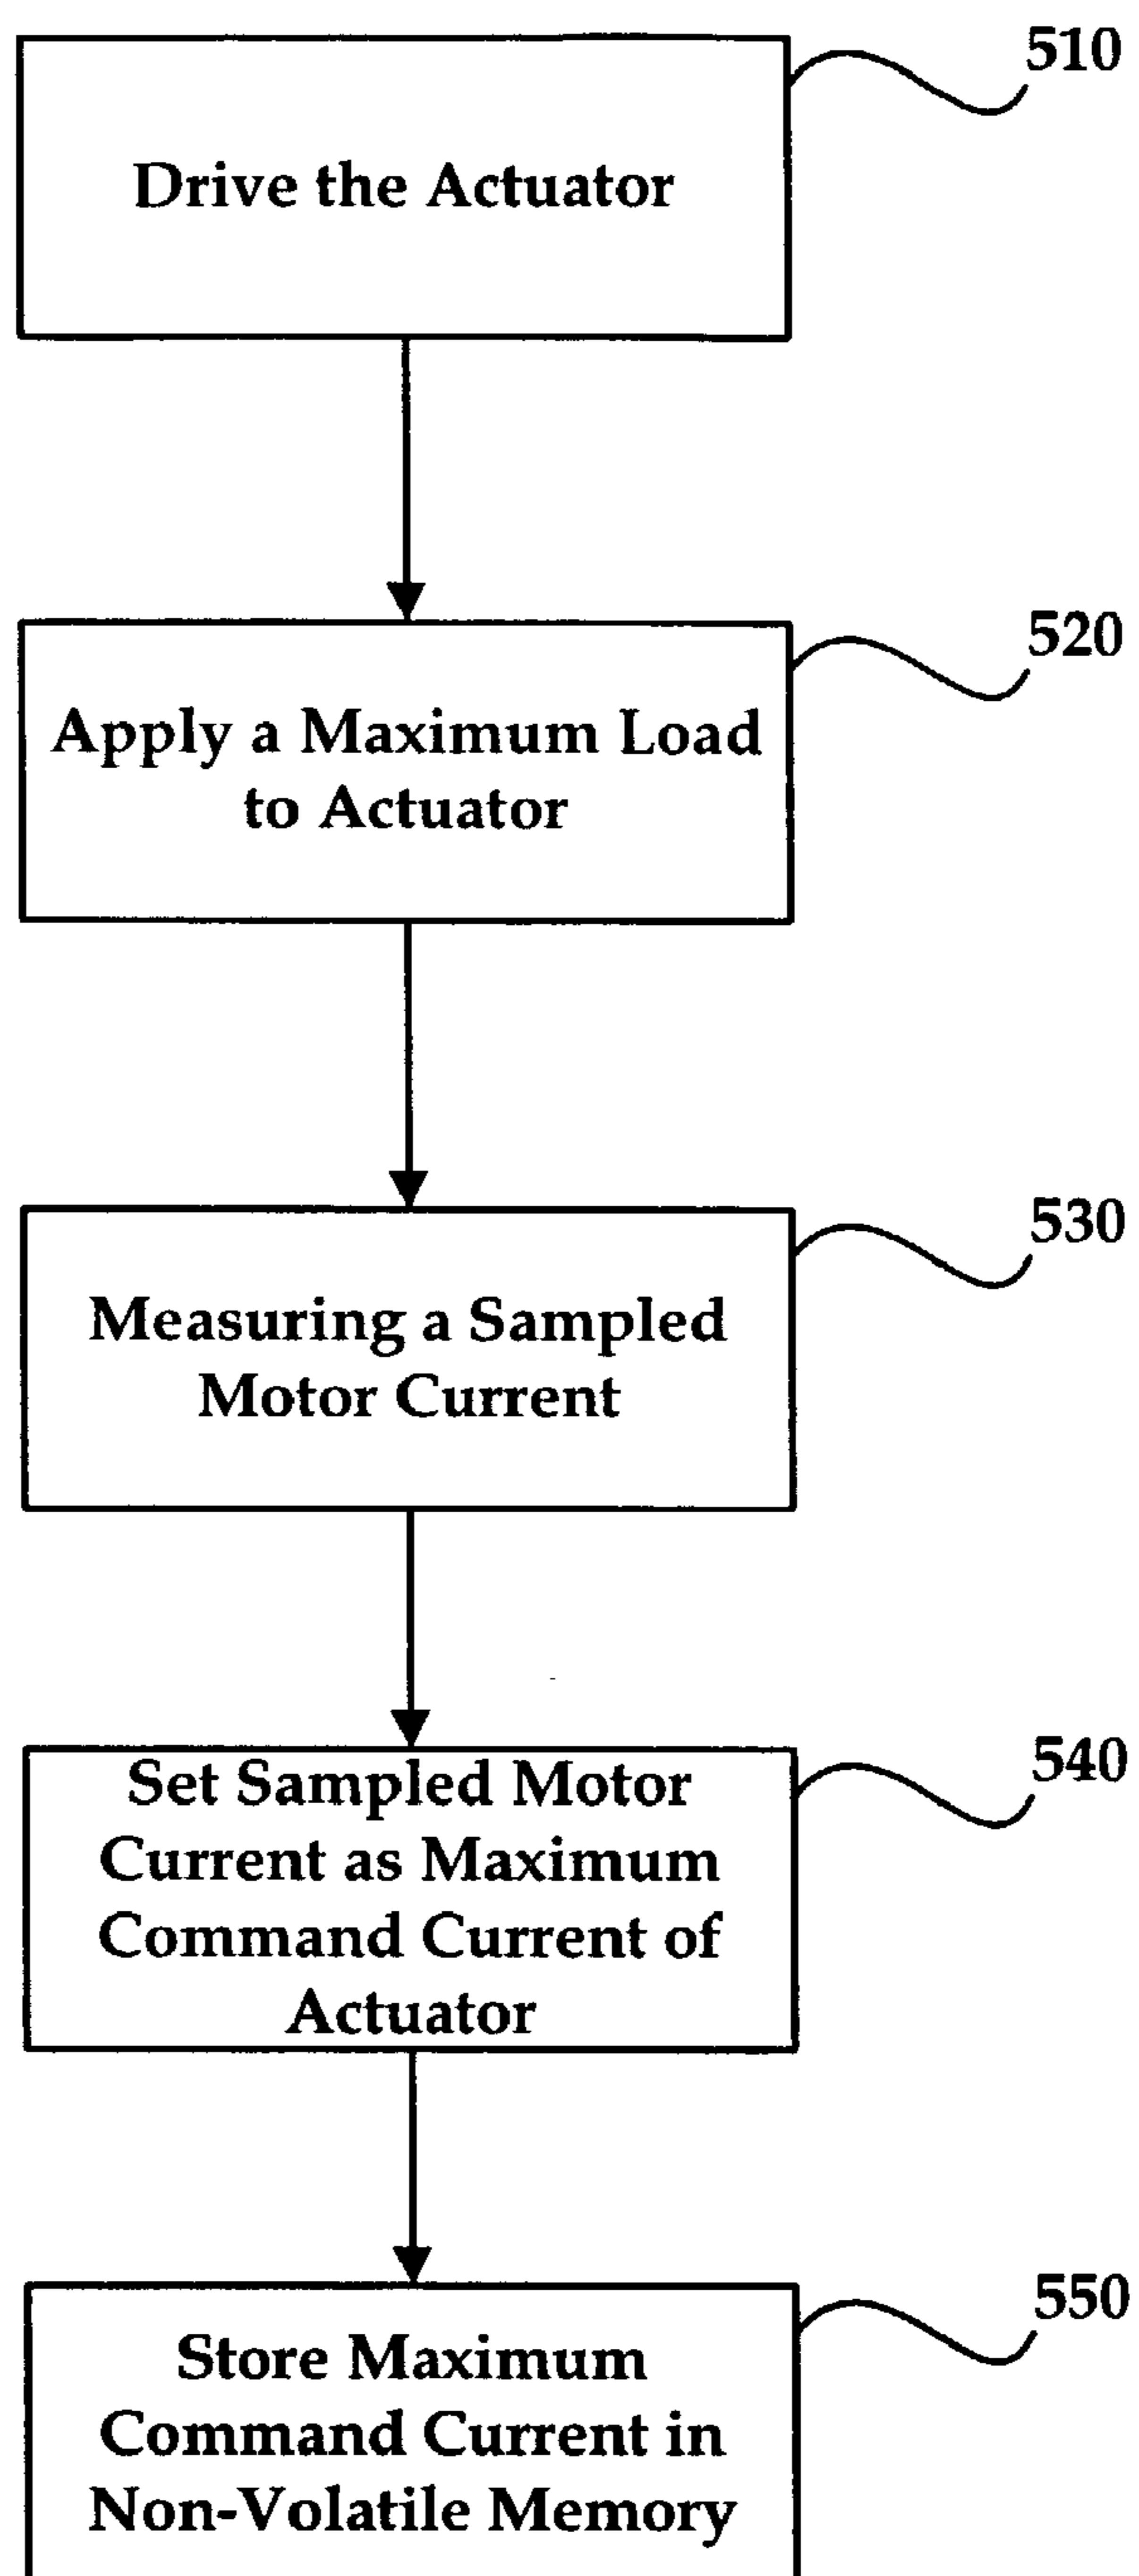 510
Drive the Actuator
520
Apply a Maximum Load
to Actuator
530
Measuring a Sampled
Motor Current
540
Set Sampled Motor
Current as Maximum
Command Current of
Actuator
550
Store Maximum
Command Current in
Non-Volatile Memory